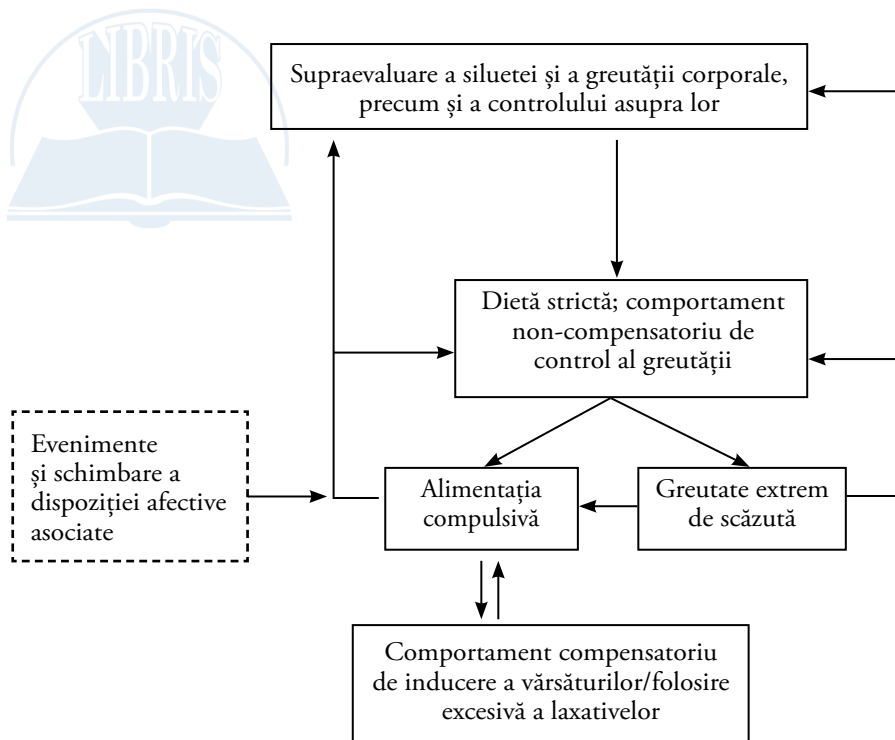 LIBRIS
Supraevaluare a siluetei și a greutății corporale,
precum și a controlului asupra lor
Dietă strictă; comportament
non-compensatoriu de
control al greutății
Evenimente
și schimbare a
dispoziției afective
asociate
Alimentația
compulsivă
Greutate extrem
de scăzută
Comportament compensatoriu
de inducere a vărsăturilor/folosire
excesivă a laxativelor